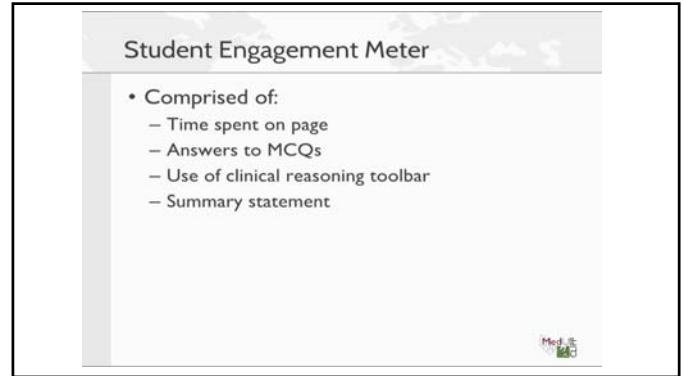 Student Engagement Meter
• Comprised of:
– Time spent on page
– Answers to MCQs
– Use of clinical reasoning toolbar
– Summary statement